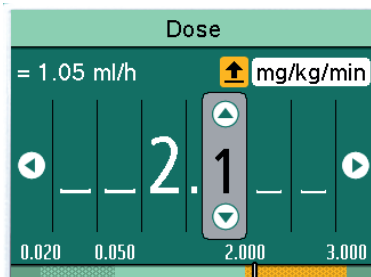 Dose
= 1.05 ml/h mg/kg/min
_ _ 2.1 _ _
0.020 0.050 2.000 3.000